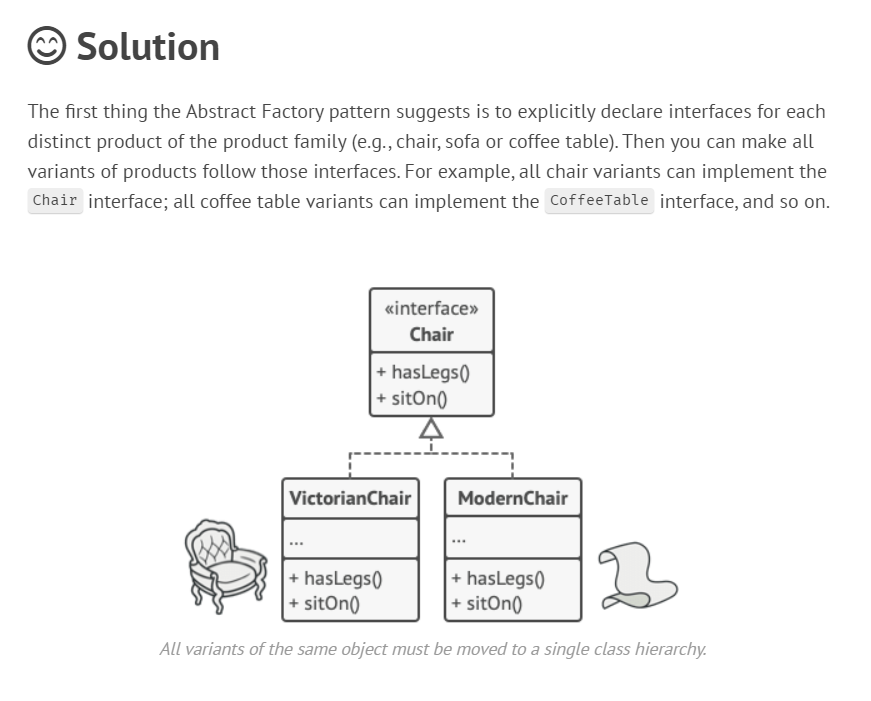 Solution
The first thing the Abstract Factory pattern suggests is to explicitly declare interfaces for each
distinct product of the product family (e.g., chair, sofa or coffee table). Then you can make all
variants of products follow those interfaces. For example, all chair variants can implement the
Chair interface; all coffee table variants can implement the CoffeeTable interface, and so on.
«interface»
Chair
+ hasLegs()
+ sitOn()
VictorianChair
...
+ hasLegs()
+ sitOn()
ModernChair
...
+ hasLegs()
+ sitOn()
All variants of the same object must be moved to a single class hierarchy.